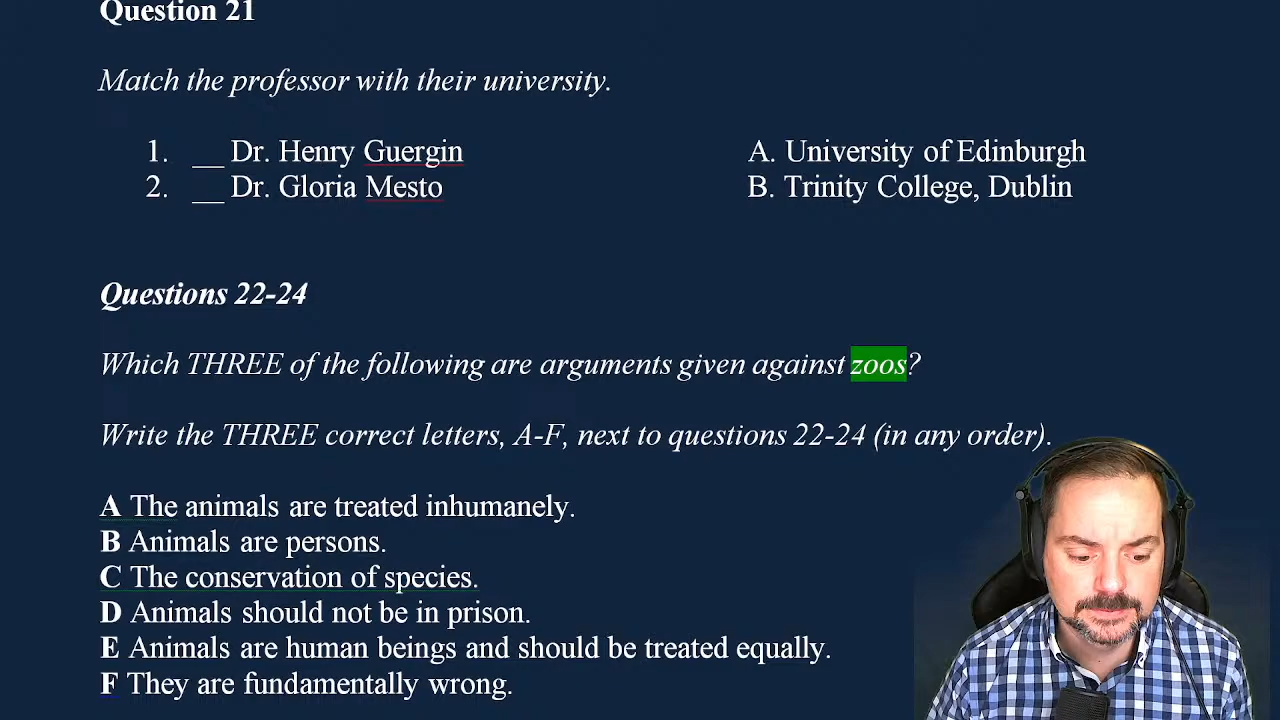 Question 21
Match the professor with their university.
1. __ Dr. Henry Guergin A. University of Edinburgh
2. __ Dr. Gloria Mesto B. Trinity College, Dublin
Questions 22-24
Which THREE of the following are arguments given against zoos?
Write the THREE correct letters, A-F, next to questions 22-24 (in any order).
A The animals are treated inhumanely.
B Animals are persons.
C The conservation of species.
D Animals should not be in prison.
E Animals are human beings and should be treated equally.
F They are fundamentally wrong.